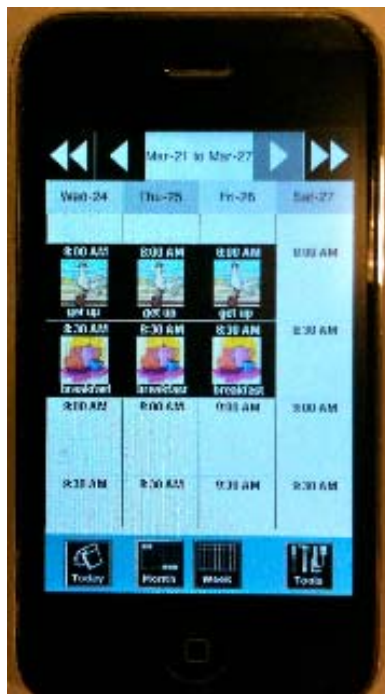 Mar-21 to Mar-27
Wed-24 Thu-25 Fri-26 Sat-27
8:00 AM 8:00 AM 8:00 AM 8:00 AM
get up get up get up
8:30 AM 8:30 AM 8:30 AM 8:30 AM
breakfast breakfast breakfast
9:00 AM 9:00 AM 9:00 AM 9:00 AM
9:30 AM 9:30 AM 9:30 AM 9:30 AM
Today Month Week Tools